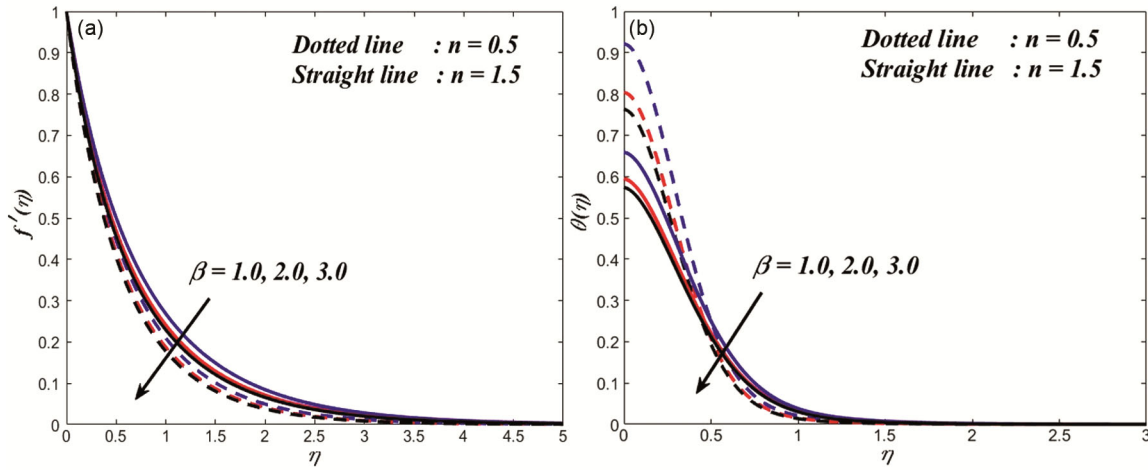 (a)
Dotted line : n = 0.5
Straight line : n = 1.5
β = 1.0, 2.0, 3.0
f '(η)
1
0.9
0.8
0.7
0.6
0.5
0.4
0.3
0.2
0.1
0
0 0.5 1 1.5 2 2.5 3 3.5 4 4.5 5
η
(b)
Dotted line : n = 0.5
Straight line : n = 1.5
β = 1.0, 2.0, 3.0
θ(η)
1
0.9
0.8
0.7
0.6
0.5
0.4
0.3
0.2
0.1
0
0 0.5 1 1.5 2 2.5 3
η